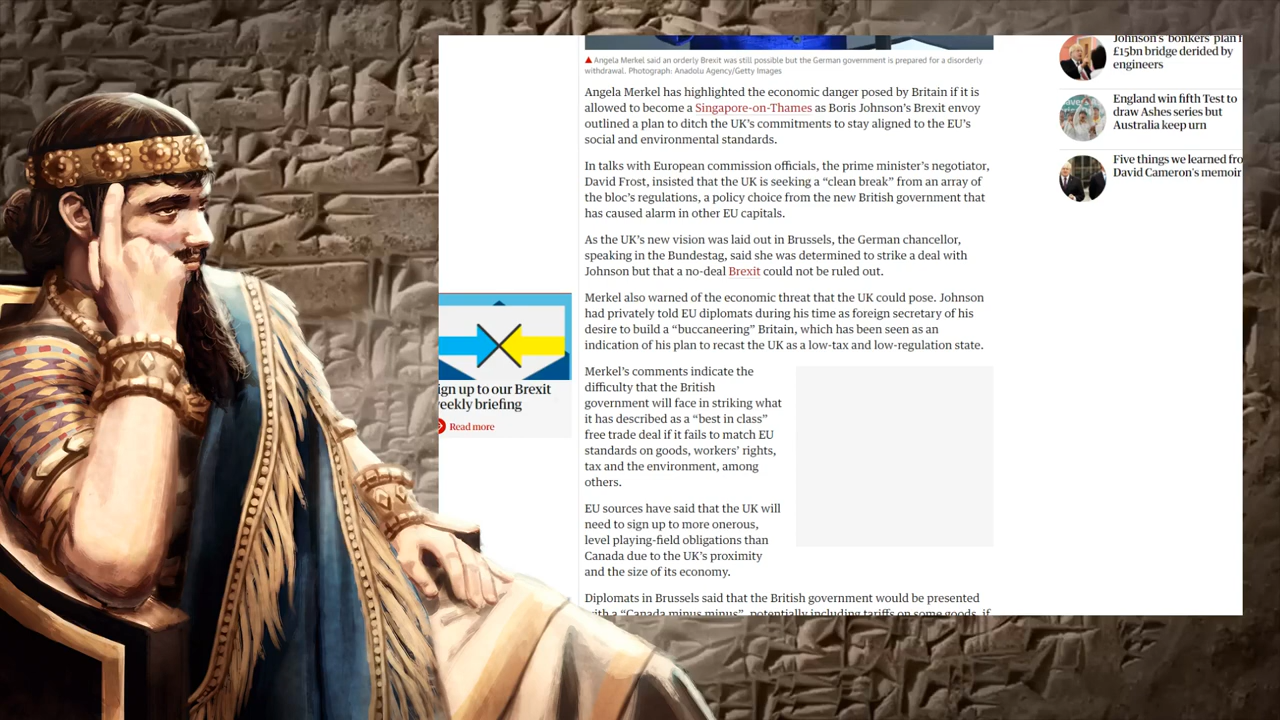 ▲ Angela Merkel said an orderly Brexit was still possible but the German government is prepared for a disorderly
withdrawal. Photograph: Anadolu Agency/Getty Images
Angela Merkel has highlighted the economic danger posed by Britain if it is
allowed to become a Singapore-on-Thames as Boris Johnson's Brexit envoy
outlined a plan to ditch the UK's commitments to stay aligned to the EU's
social and environmental standards.
In talks with European commission officials, the prime minister's negotiator,
David Frost, insisted that the UK is seeking a “clean break” from an array of
the bloc's regulations, a policy choice from the new British government that
has caused alarm in other EU capitals.
As the UK's new vision was laid out in Brussels, the German chancellor,
speaking in the Bundestag, said she was determined to strike a deal with
Johnson but that a no-deal Brexit could not be ruled out.
Merkel also warned of the economic threat that the UK could pose. Johnson
had privately told EU diplomats during his time as foreign secretary of his
desire to build a “buccaneering” Britain, which has been seen as an
indication of his plan to recast the UK as a low-tax and low-regulation state.
Merkel's comments indicate the
difficulty that the British
government will face in striking what
it has described as a “best in class”
free trade deal if it fails to match EU
standards on goods, workers' rights,
tax and the environment, among
others.
EU sources have said that the UK will
need to sign up to more onerous,
level playing-field obligations than
Canada due to the UK's proximity
and the size of its economy.
Diplomats in Brussels said that the British government would be presented
with a “Canada minus minus”, potentially including tariffs on some goods, if
ign up to our Brexit
eekly briefing
Read more
Johnson's 'bonkers' plan f
£15bn bridge derided by
engineers
England win fifth Test to
draw Ashes series but
Australia keep urn
Five things we learned fro
David Cameron's memoir